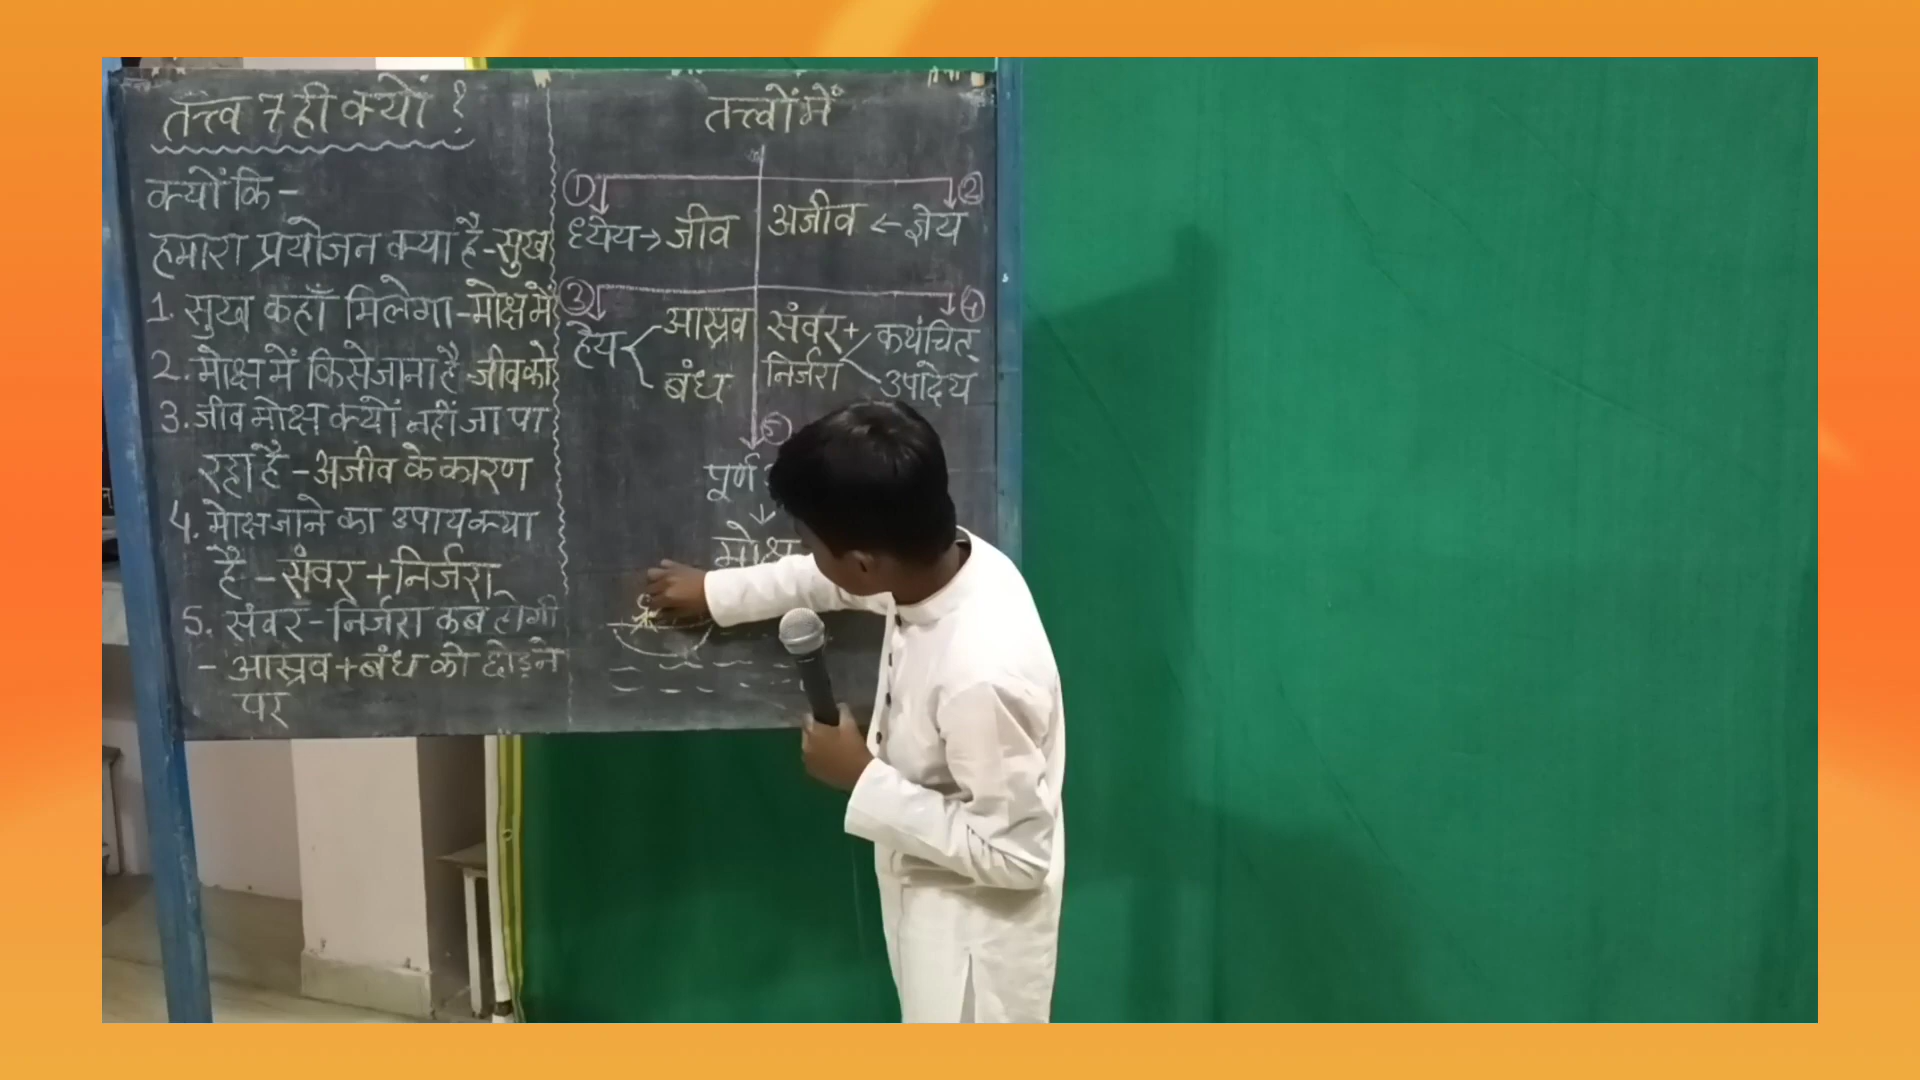 तत्त्व 7 ही क्यों ?
क्यों कि -
हमारा प्रयोजन क्या है - सुख
1. सुख कहाँ मिलेगा - मोक्ष में
2. मोक्ष में किसे जाना है - जीव को
3. जीव मोक्ष क्यों नहीं जा पा
रहा है - अजीव के कारण
4. मोक्ष जाने का उपाय क्या
है - संवर + निर्जरा
5. संवर - निर्जरा कब होगी
- आस्रव + बंध को छोड़ने
पर
तत्त्वों में
① ②
ध्येय → जीव अजीव ← ज्ञेय
③ ④
हेय आस्रव संवर + कथंचित्
बंध निर्जरा उपादेय
⑤
पूर्ण
मोक्ष